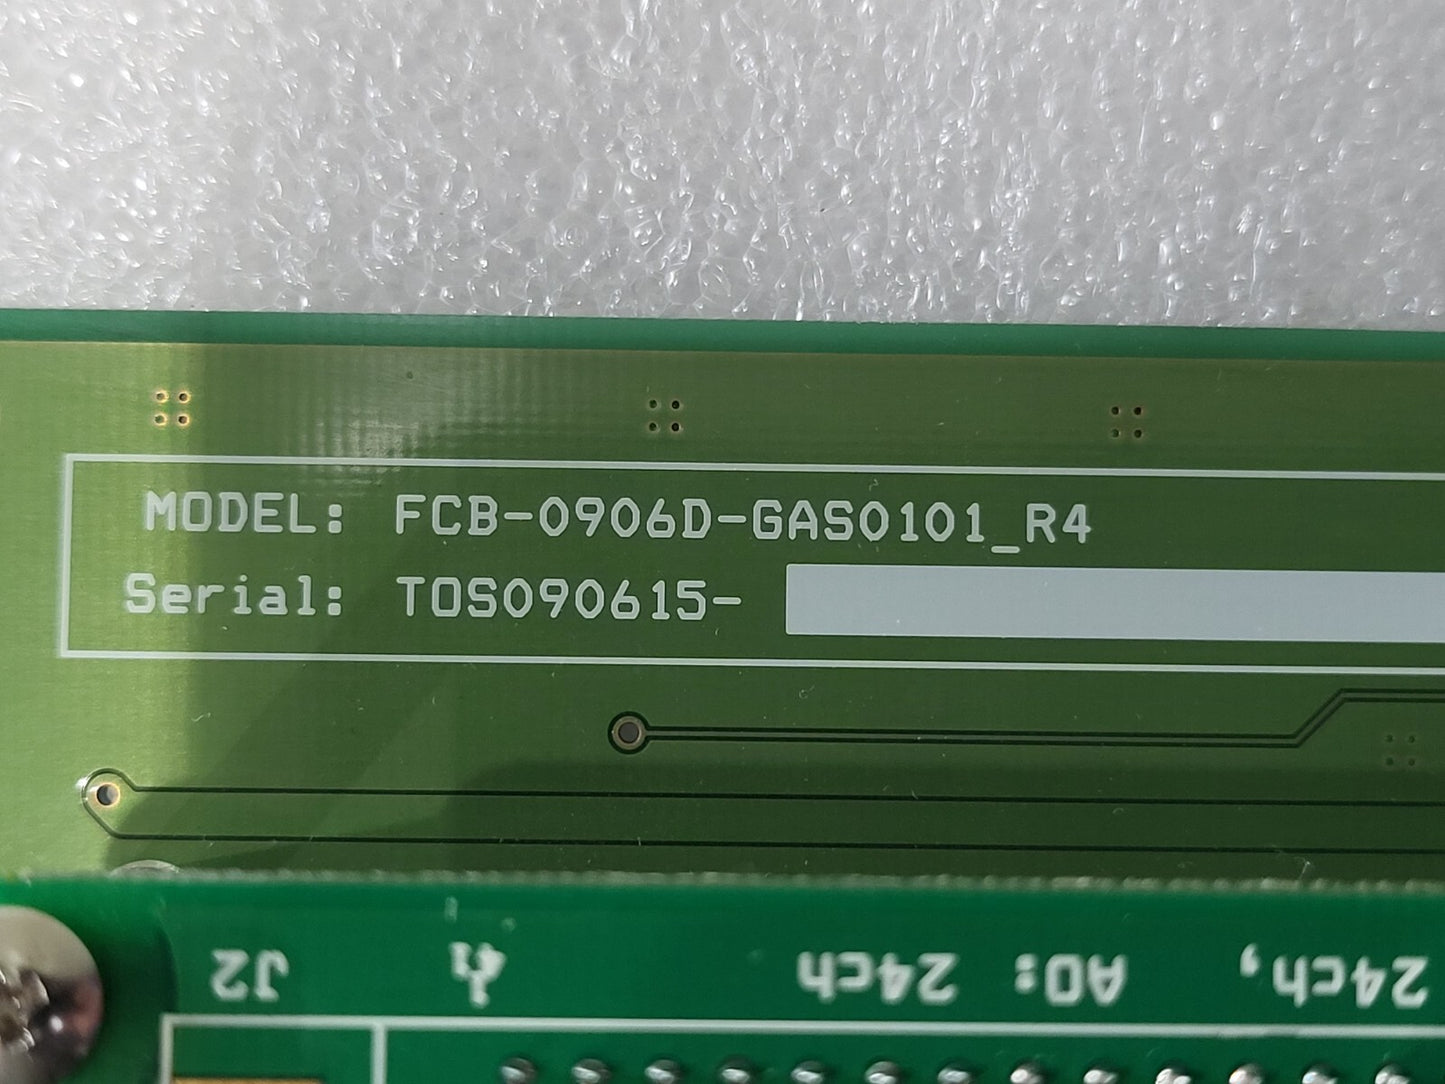 MODEL: FCB-0906D-GAS0101_R4
Serial: TOS090615-
24ch, AO: 24ch
J2